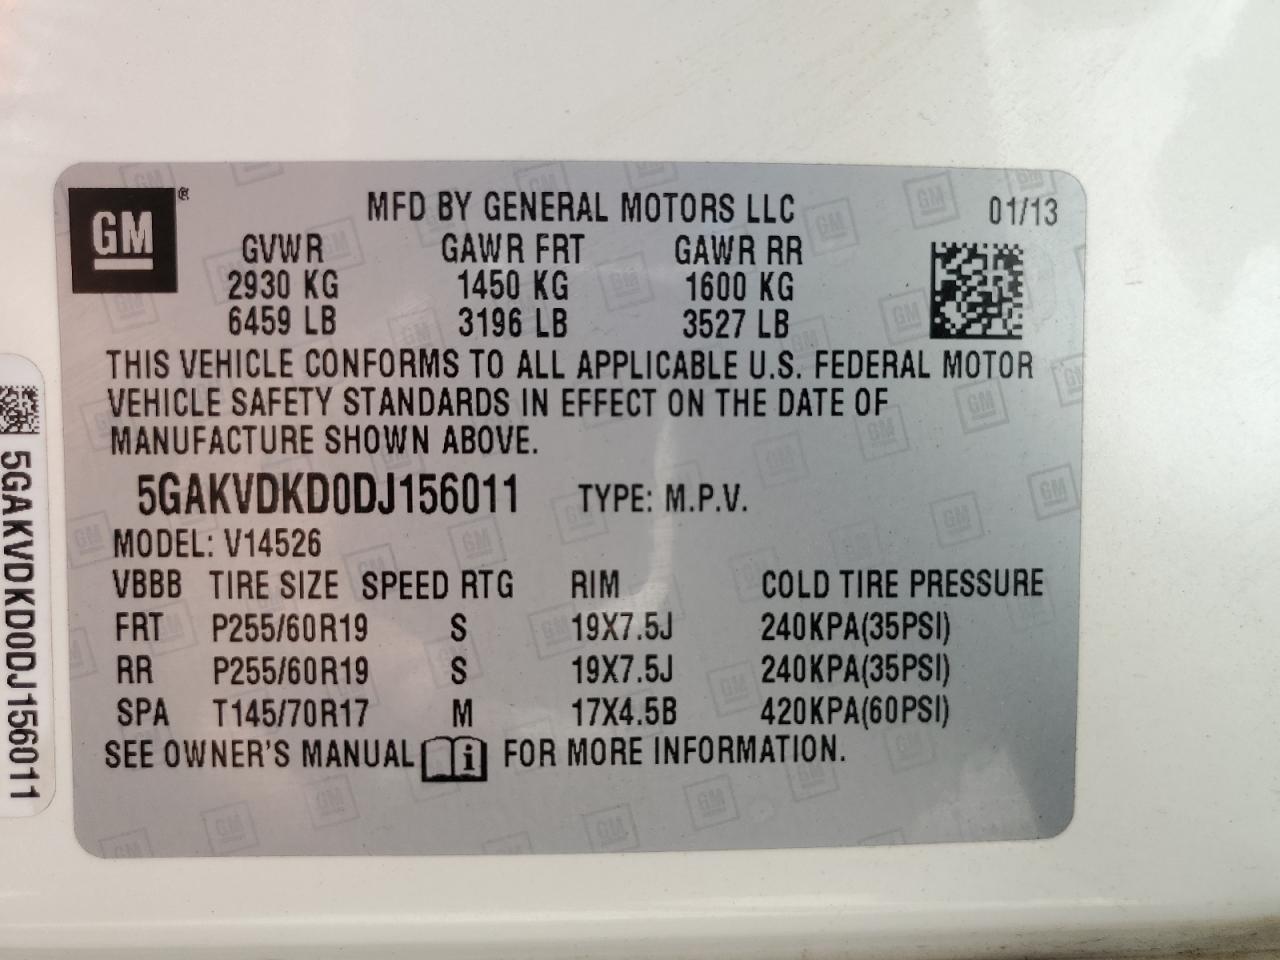 GM®
MFD BY GENERAL MOTORS LLC 01/13
GVWR GAWR FRT GAWR RR
2930 KG 1450 KG 1600 KG
6459 LB 3196 LB 3527 LB
THIS VEHICLE CONFORMS TO ALL APPLICABLE U.S. FEDERAL MOTOR
VEHICLE SAFETY STANDARDS IN EFFECT ON THE DATE OF
MANUFACTURE SHOWN ABOVE.
5GAKVDKD0DJ156011 TYPE: M.P.V.
MODEL: V14526
VBBB TIRE SIZE SPEED RTG RIM COLD TIRE PRESSURE
FRT P255/60R19 S 19X7.5J 240KPA(35PSI)
RR P255/60R19 S 19X7.5J 240KPA(35PSI)
SPA T145/70R17 M 17X4.5B 420KPA(60PSI)
SEE OWNER'S MANUAL i FOR MORE INFORMATION.
5GAKVDKD0DJ156011